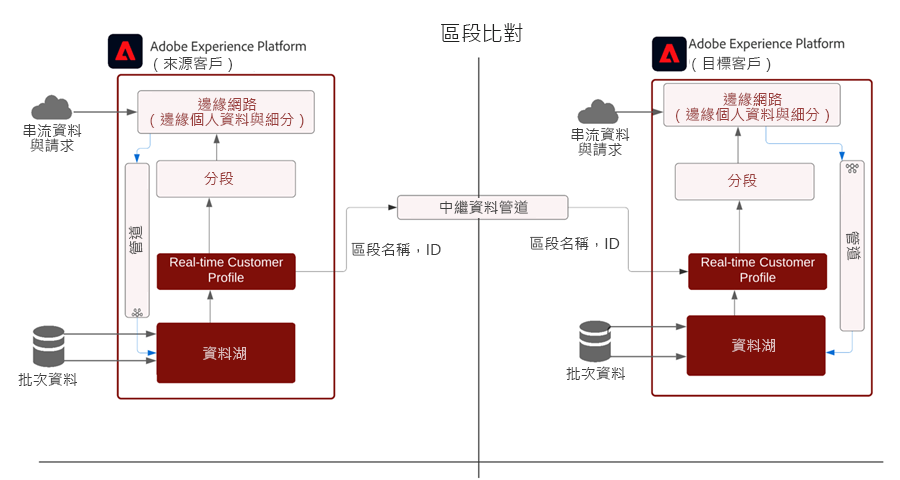 區段比對
Adobe Experience Platform
（來源客戶）
邊緣網路
（邊緣個人資料與細分）
串流資料
與請求
分段
管道
Real-time Customer
Profile
區段名稱，ID
資料湖
批次資料
中繼資料管道
Adobe Experience Platform
（目標客戶）
邊緣網路
（邊緣個人資料與細分）
串流資料
與請求
分段
區段名稱，ID
管道
Real-time Customer
Profile
資料湖
批次資料